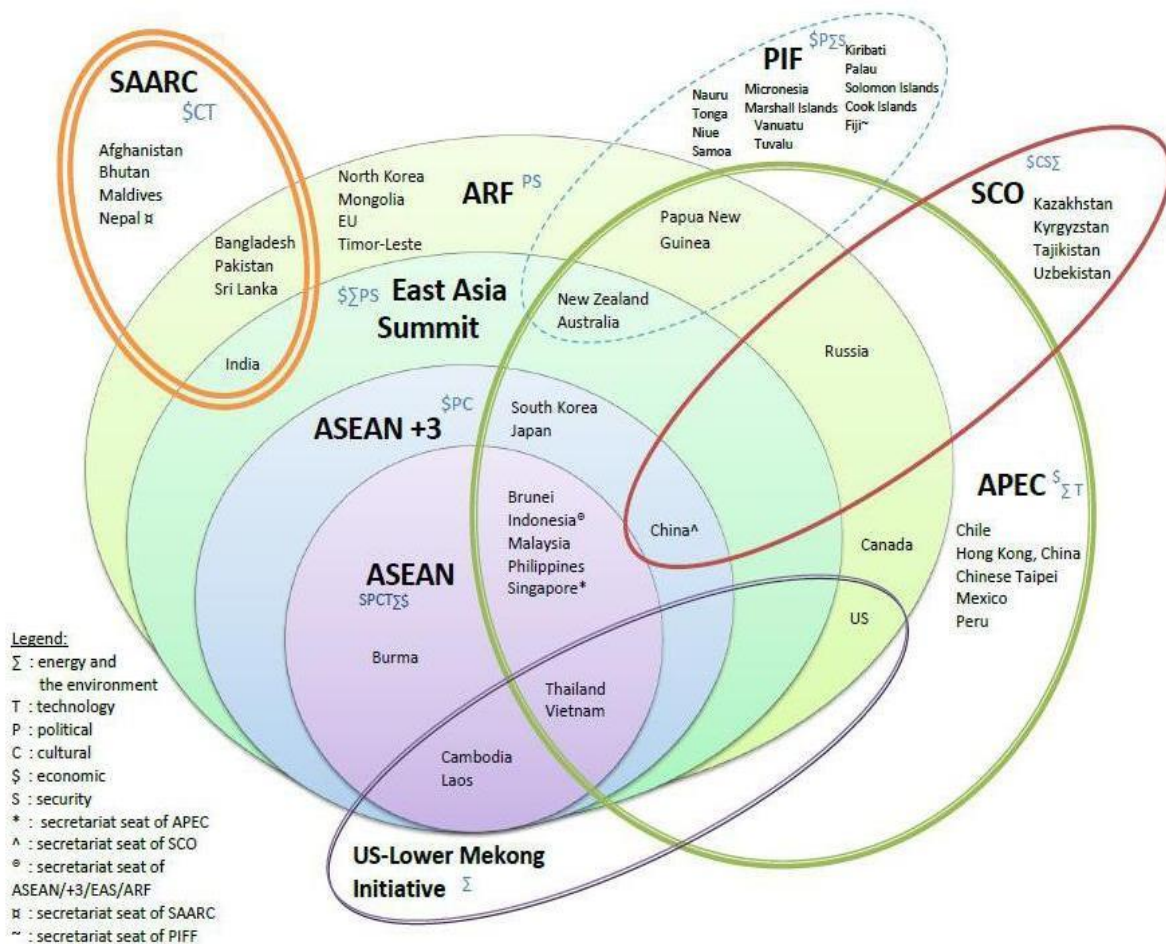 SAARC
$CT
Afghanistan
Bhutan
Maldives
Nepal ¤
Bangladesh
Pakistan
Sri Lanka
India
PIF $P∑S
Nauru
Tonga
Niue
Samoa
Micronesia
Marshall Islands
Vanuatu
Tuvalu
Kiribati
Palau
Solomon Islands
Cook Islands
Fiji~
North Korea
Mongolia
EU
Timor-Leste
ARF PS
Papua New
Guinea
$CS∑
SCO
Kazakhstan
Kyrgyzstan
Tajikistan
Uzbekistan
$∑PS East Asia
Summit
New Zealand
Australia
Russia
$PC
ASEAN +3
South Korea
Japan
Brunei
Indonesia⍟
Malaysia
Philippines
Singapore*
China^
APEC $∑T
Chile
Hong Kong, China
Chinese Taipei
Mexico
Peru
Canada
US
ASEAN
SPCT∑$
Burma
Thailand
Vietnam
Cambodia
Laos
US-Lower Mekong
Initiative ∑
Legend:
∑ : energy and
the environment
T : technology
P : political
C : cultural
$ : economic
S : security
* : secretariat seat of APEC
^ : secretariat seat of SCO
⍟ : secretariat seat of
ASEAN/+3/EAS/ARF
¤ : secretariat seat of SAARC
~ : secretariat seat of PIFF